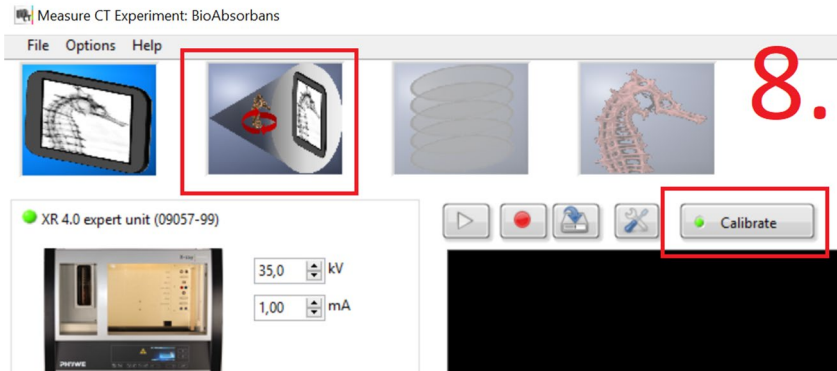 Measure CT Experiment: BioAbsorbans
File Options Help
8.
XR 4.0 expert unit (09057-99)
Calibrate
35,0 kV
1,00 mA
PHYWE